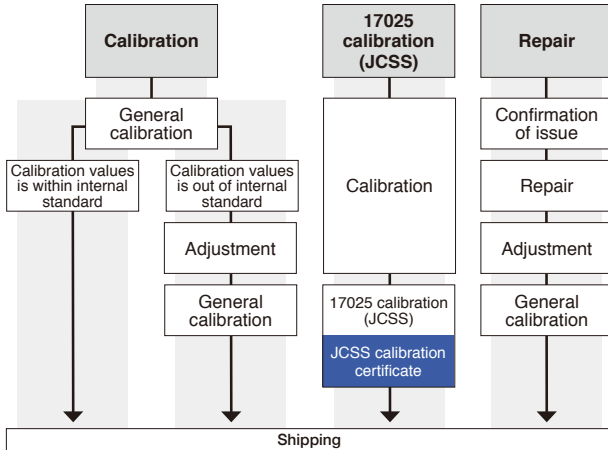 Calibration
17025
calibration
(JCSS)
Repair
General
calibration
Calibration values
is within internal
standard
Calibration values
is out of internal
standard
Adjustment
General
calibration
Calibration
17025 calibration
(JCSS)
JCSS calibration
certificate
Confirmation
of issue
Repair
Adjustment
General
calibration
Shipping